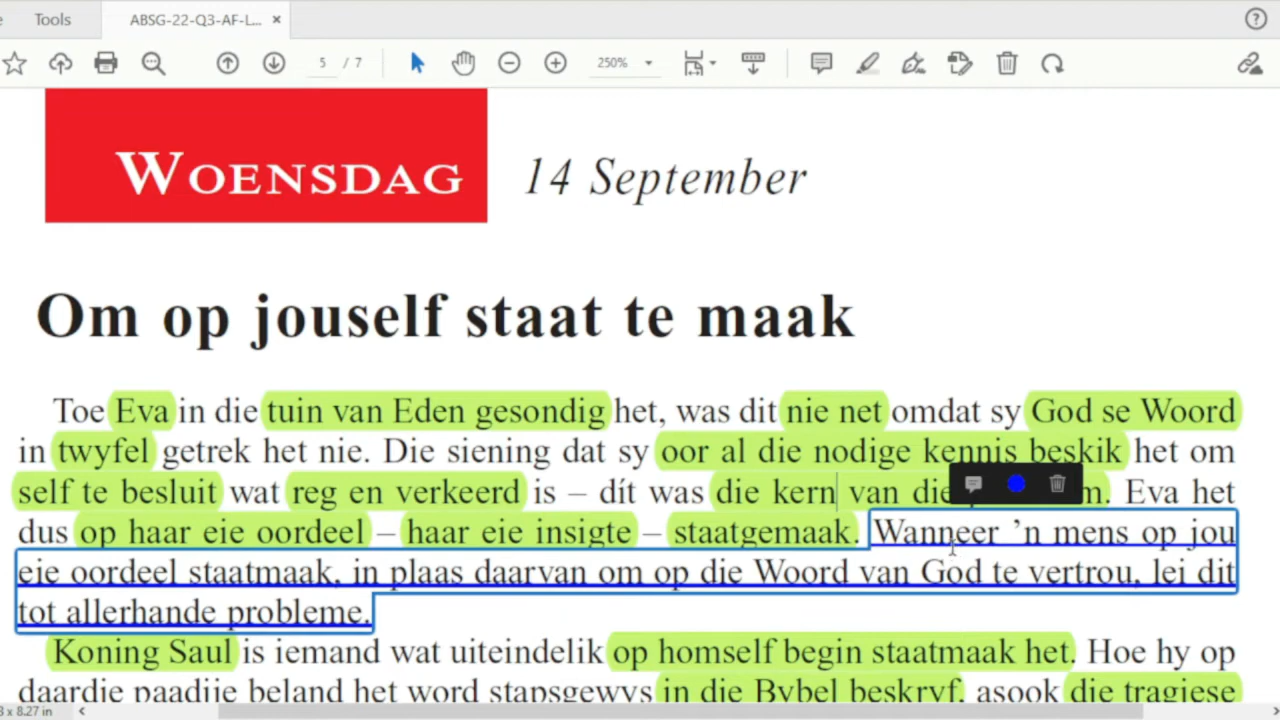 Tools
ABSG-22-Q3-AF-L... ×
5 / 7
250%
WOENSDAG 14 September
Om op jouself staat te maak
Toe Eva in die tuin van Eden gesondig het, was dit nie net omdat sy God se Woord
in twyfel getrek het nie. Die siening dat sy oor al die nodige kennis beskik het om
self te besluit wat reg en verkeerd is – dít was die kern van die m. Eva het
dus op haar eie oordeel – haar eie insigte – staatgemaak. Wanneer ’n mens op jou
eie oordeel staatmaak, in plaas daarvan om op die Woord van God te vertrou, lei dit
tot allerhande probleme.
Koning Saul is iemand wat uiteindelik op homself begin staatmaak het. Hoe hy op
daardie paadjie beland het word stapsgewys in die Bybel beskryf, asook die tragiese
x 8.27 in